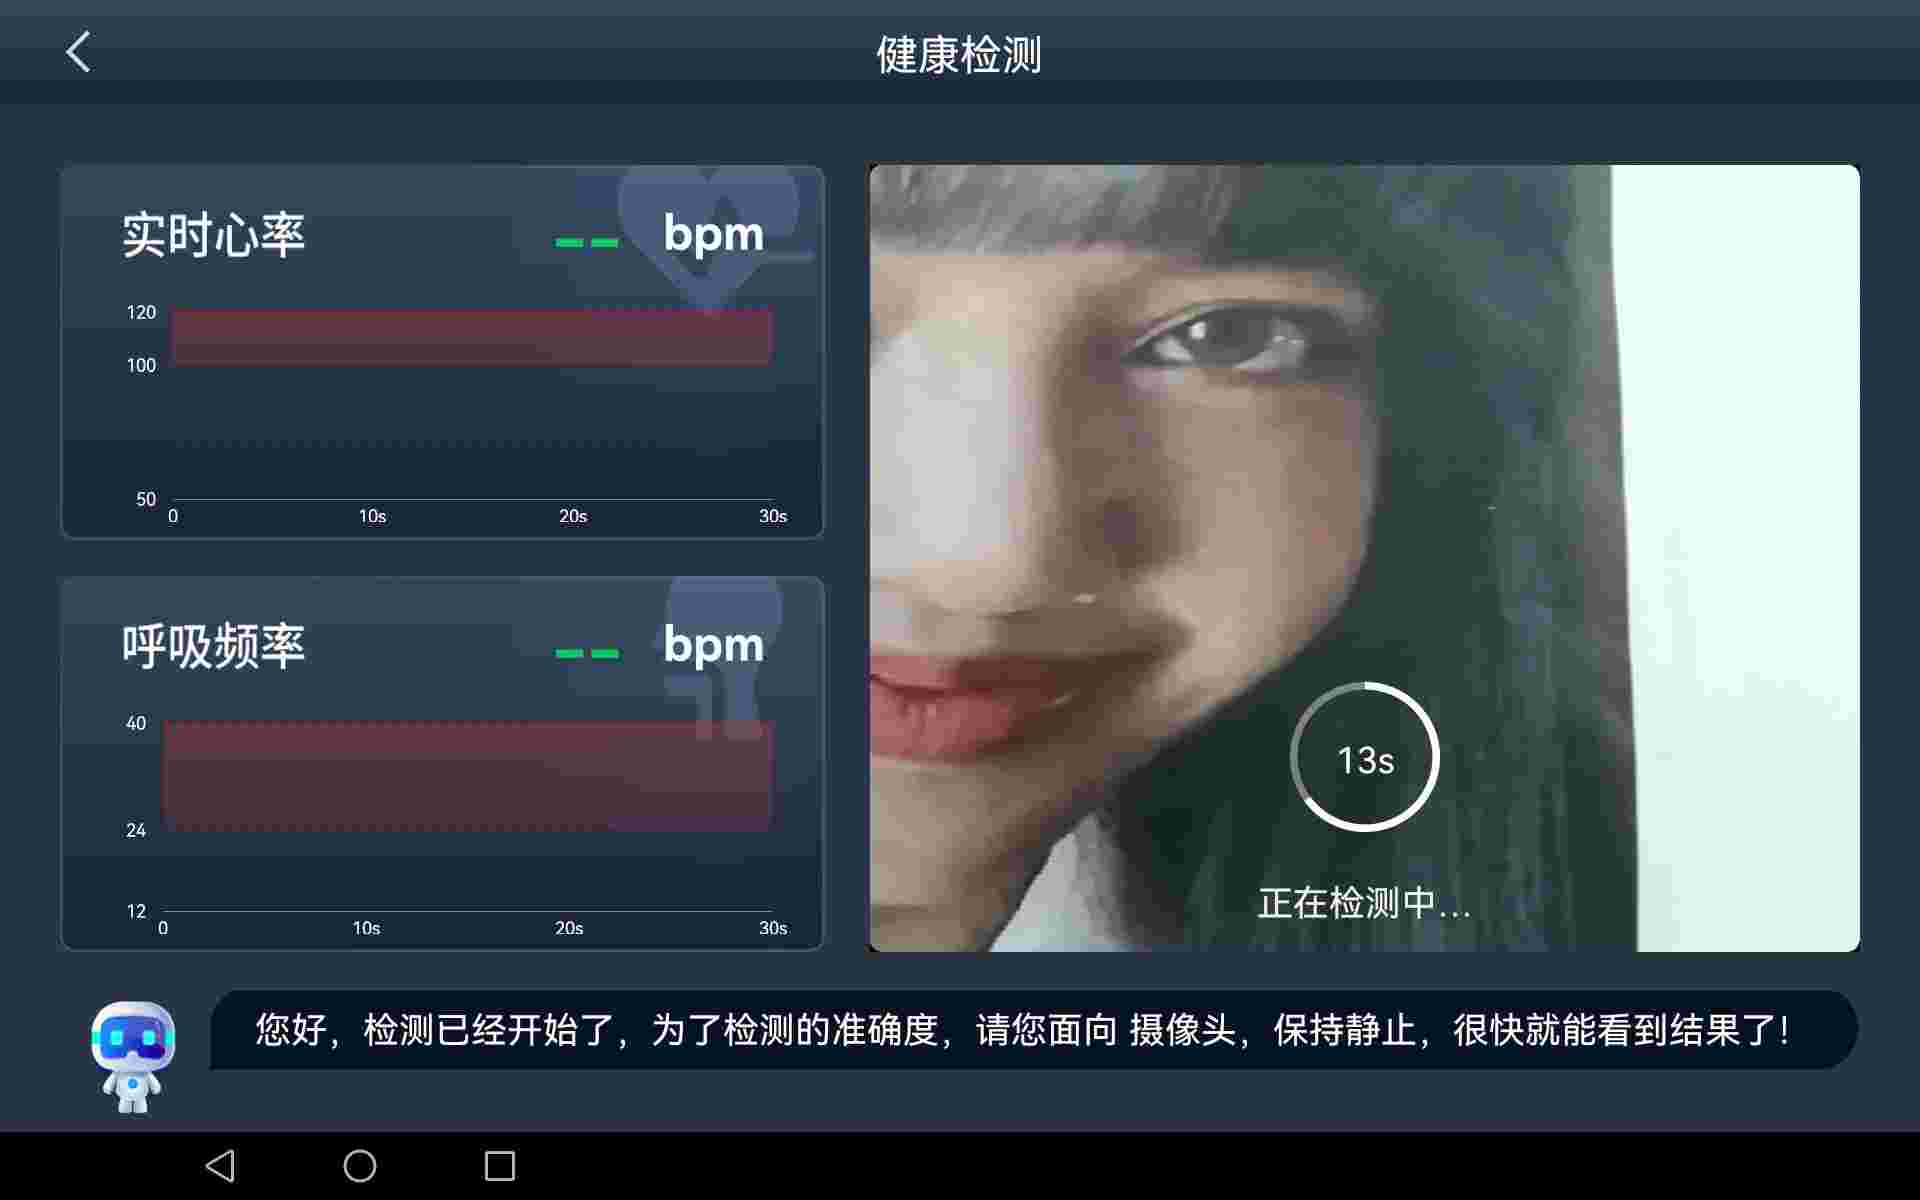 健康检测
实时心率 -- bpm
120
100
50
0 10s 20s 30s
呼吸频率 -- bpm
40
24
12
0 10s 20s 30s
13s
正在检测中...
您好，检测已经开始了，为了检测的准确度，请您面向 摄像头，保持静止，很快就能看到结果了！